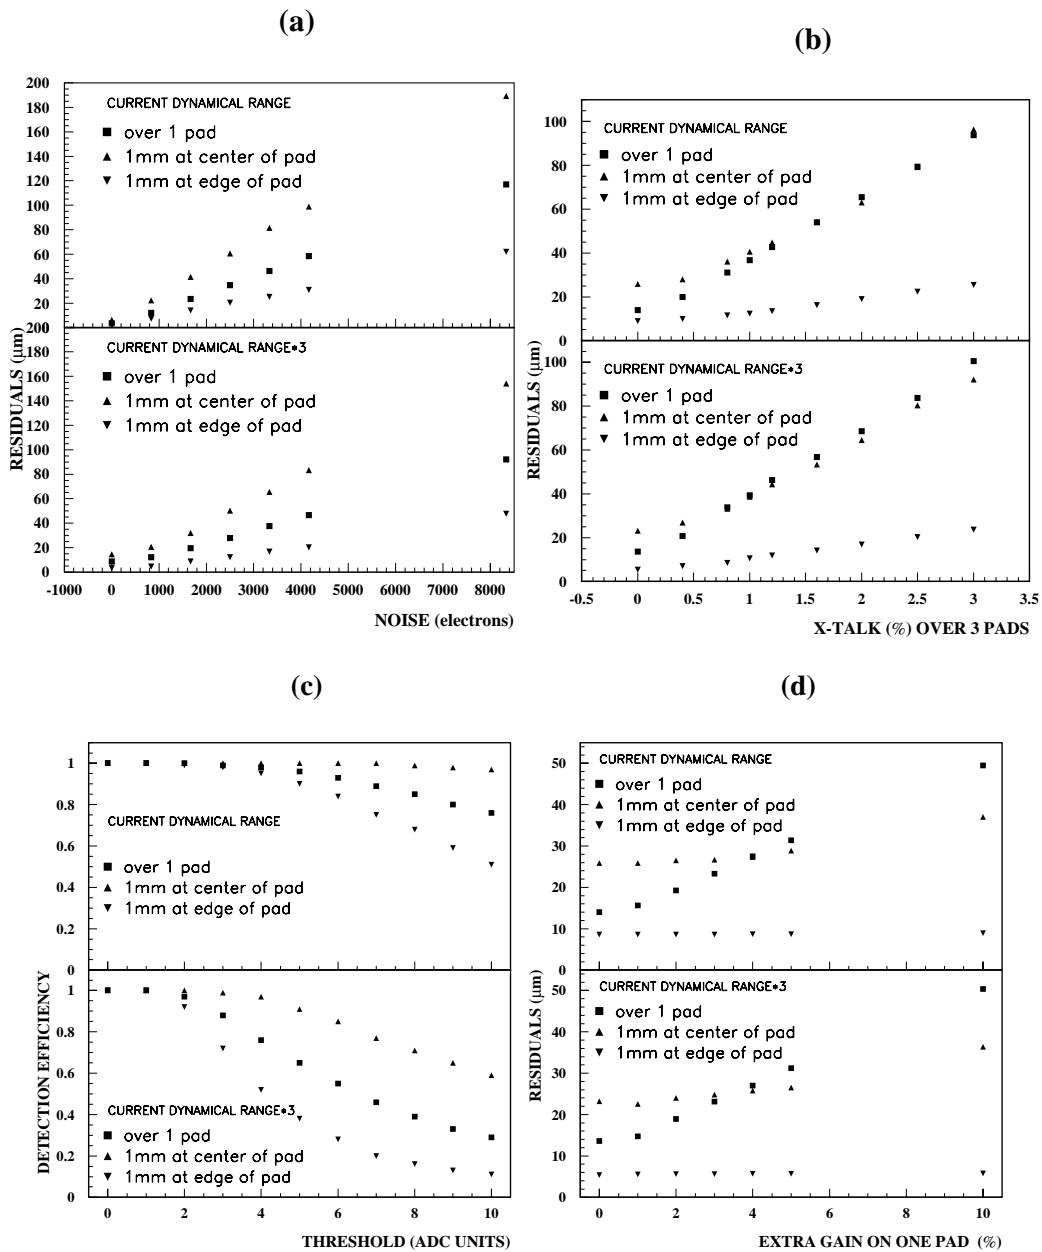 (a)
200
180
160
140
120
100
80
60
40
20
CURRENT DYNAMICAL RANGE
over 1 pad
1mm at center of pad
1mm at edge of pad
200
180
160
140
120
100
80
60
40
20
0
CURRENT DYNAMICAL RANGE*3
over 1 pad
1mm at center of pad
1mm at edge of pad
RESIDUALS (μm)
-1000 0 1000 2000 3000 4000 5000 6000 7000 8000
NOISE (electrons)
(b)
100
80
60
40
20
0
CURRENT DYNAMICAL RANGE
over 1 pad
1mm at center of pad
1mm at edge of pad
100
80
60
40
20
0
CURRENT DYNAMICAL RANGE*3
over 1 pad
1mm at center of pad
1mm at edge of pad
RESIDUALS (μm)
-0.5 0 0.5 1 1.5 2 2.5 3 3.5
X-TALK (%) OVER 3 PADS
(c)
1
0.8
0.6
0.4
0.2
0
CURRENT DYNAMICAL RANGE
over 1 pad
1mm at center of pad
1mm at edge of pad
1
0.8
0.6
0.4
0.2
0
CURRENT DYNAMICAL RANGE*3
over 1 pad
1mm at center of pad
1mm at edge of pad
DETECTION EFFICIENCY
0 2 4 6 8 10
THRESHOLD (ADC UNITS)
(d)
50
40
30
20
10
0
CURRENT DYNAMICAL RANGE
over 1 pad
1mm at center of pad
1mm at edge of pad
50
40
30
20
10
0
CURRENT DYNAMICAL RANGE*3
over 1 pad
1mm at center of pad
1mm at edge of pad
RESIDUALS (μm)
0 2 4 6 8 10
EXTRA GAIN ON ONE PAD (%)